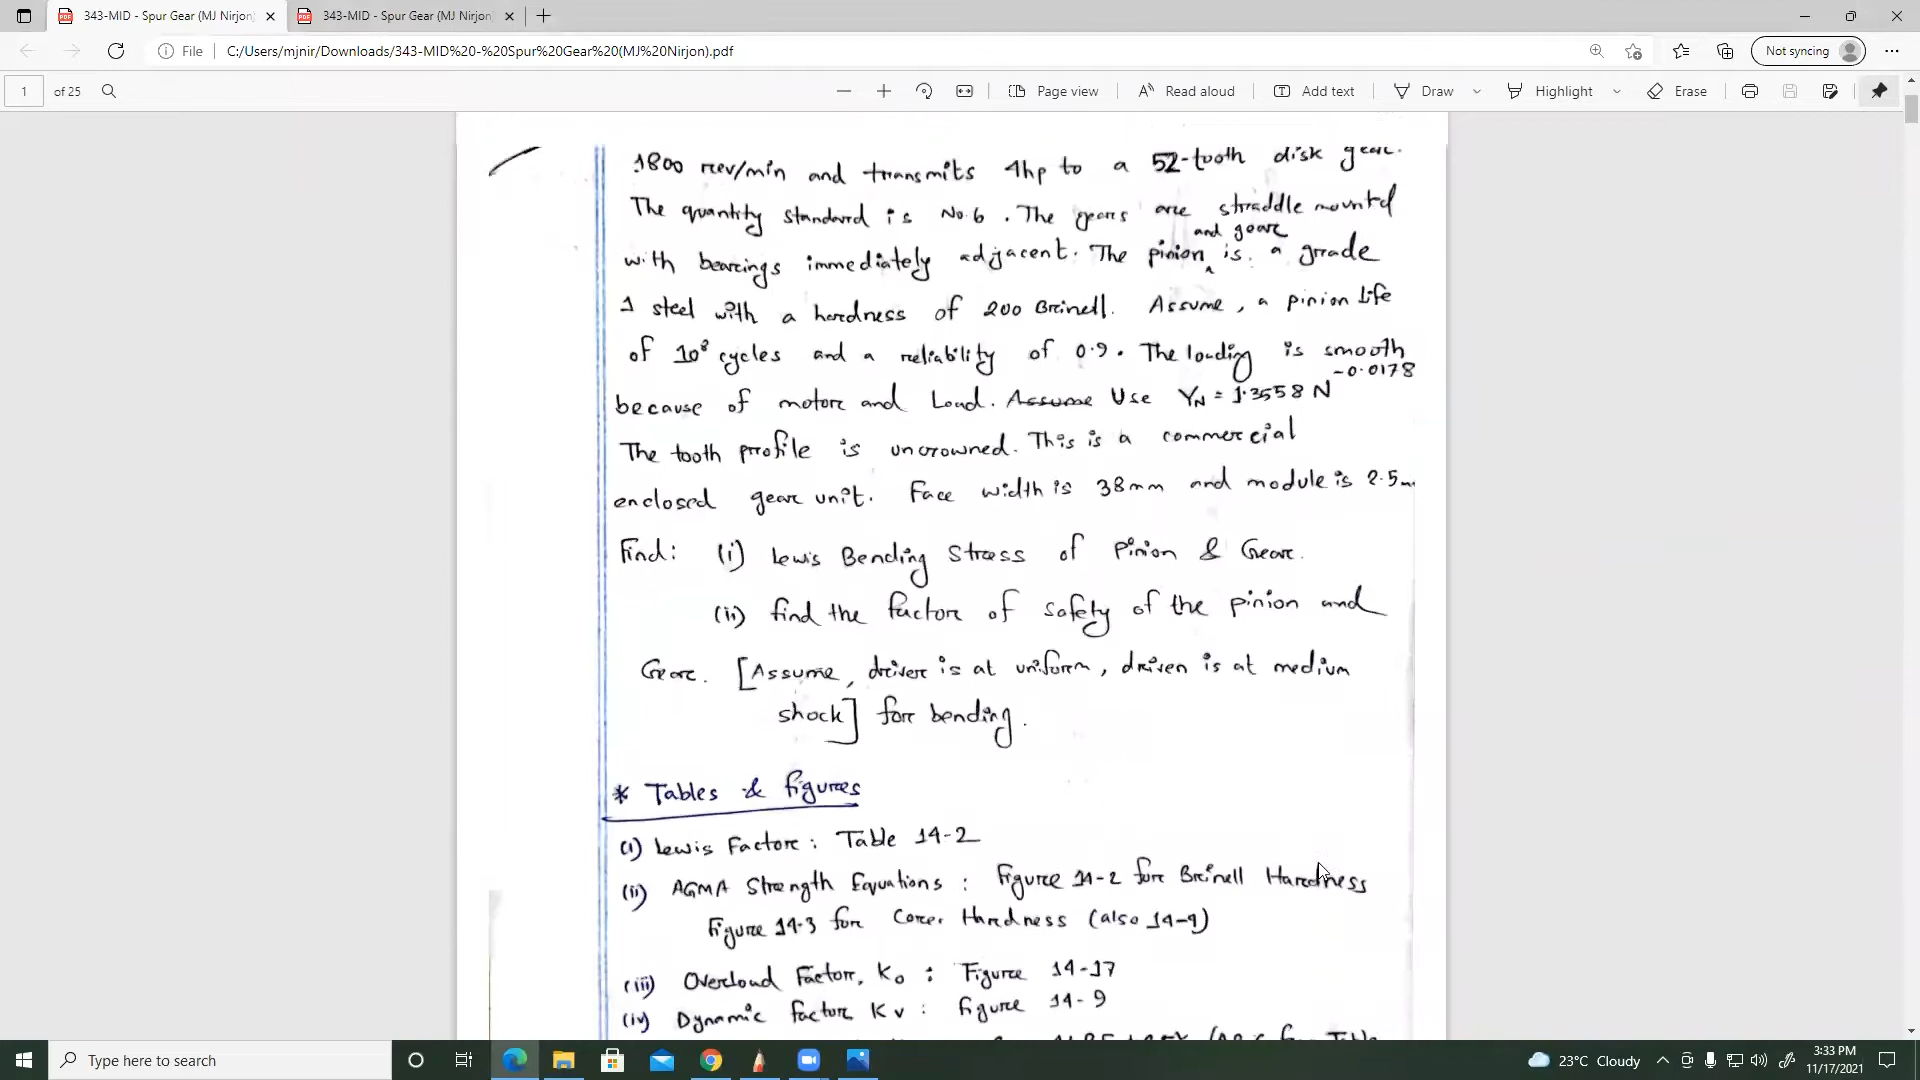 343-MID - Spur Gear (MJ Nirjon)
343-MID - Spur Gear (MJ Nirjon
File
C:/Users/mjnir/Downloads/343-MID%20-%20Spur%20Gear%20(MJ%20Nirjon).pdf
Not syncing
1 of 25
Page view
Read aloud
Add text
Draw
Highlight
Erase
1800 rev/min and transmits 4hp to a 52-tooth disk gear.
The quantity standard is No.6. The gears are straddle mounted
and gear
with bearings immediately adjacent. The pinion is a grade
1 steel with a hardness of 200 Brinell. Assume, a pinion life
of 10⁸ cycles and a reliability of 0.9. The loading is smooth
-0.0178
because of motor and Load. Assume Use YN = 1.3558 N
The tooth profile is uncrowned. This is a commercial
enclosed gear unit. Face width is 38mm and module is 2.5m
Find: (i) Lewis Bending Stress of Pinion & Gear.
(ii) find the factor of safety of the pinion and
Gear. [Assume, driver is at uniform, driven is at medium
shock] for bending.
* Tables & figures
(i) Lewis Factor: Table 14-2
(ii) AGMA Strength Equations: Figure 14-2 for Brinell Hardness
Figure 14-3 for Hardness (also 14-4)
(iii) Overload Factor, Ko: Figure 14-17
(iv) Dynamic Factor Kv: Figure 14-9
Type here to search
23°C Cloudy
3:33 PM
11/17/2021